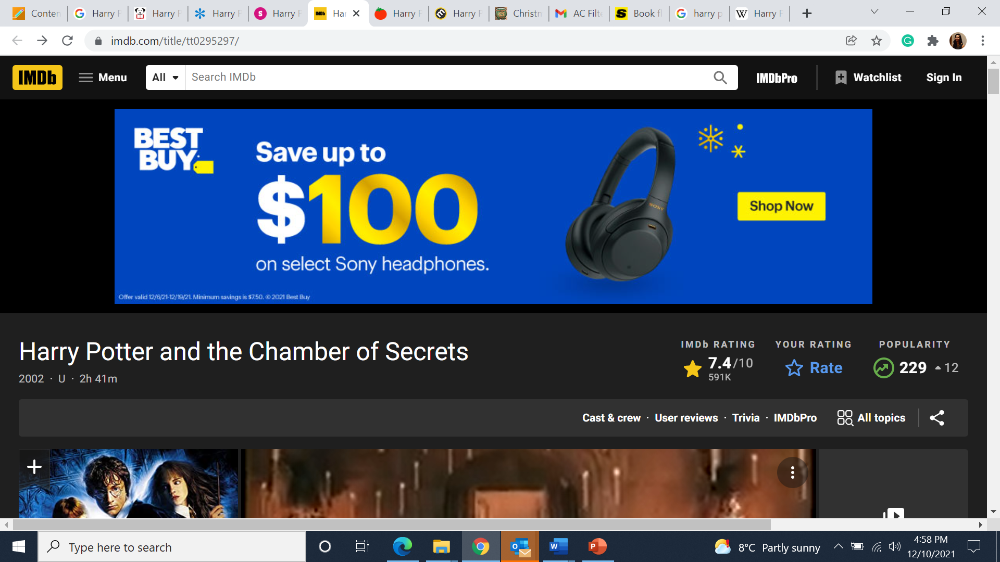 Conten
Harry P
Harry P
Harry P
Harry P
IMDb
Har
Harry P
Harry P
Christm
AC Filte
Book fl
harry p
Harry P
imdb.com/title/tt0295297/
IMDb
Menu
All
Search IMDb
IMDbPro
Watchlist
Sign In
BEST
BUY
Save up to
$100
on select Sony headphones.
SONY
Shop Now
Offer valid 12/6/21-12/19/21. Minimum savings is $7.50. © 2021 Best Buy
Harry Potter and the Chamber of Secrets
2002 · U · 2h 41m
IMDb RATING
7.4/10
591K
YOUR RATING
Rate
POPULARITY
229
12
Cast & crew · User reviews · Trivia · IMDbPro
All topics
Type here to search
8°C Partly sunny
4:58 PM
12/10/2021